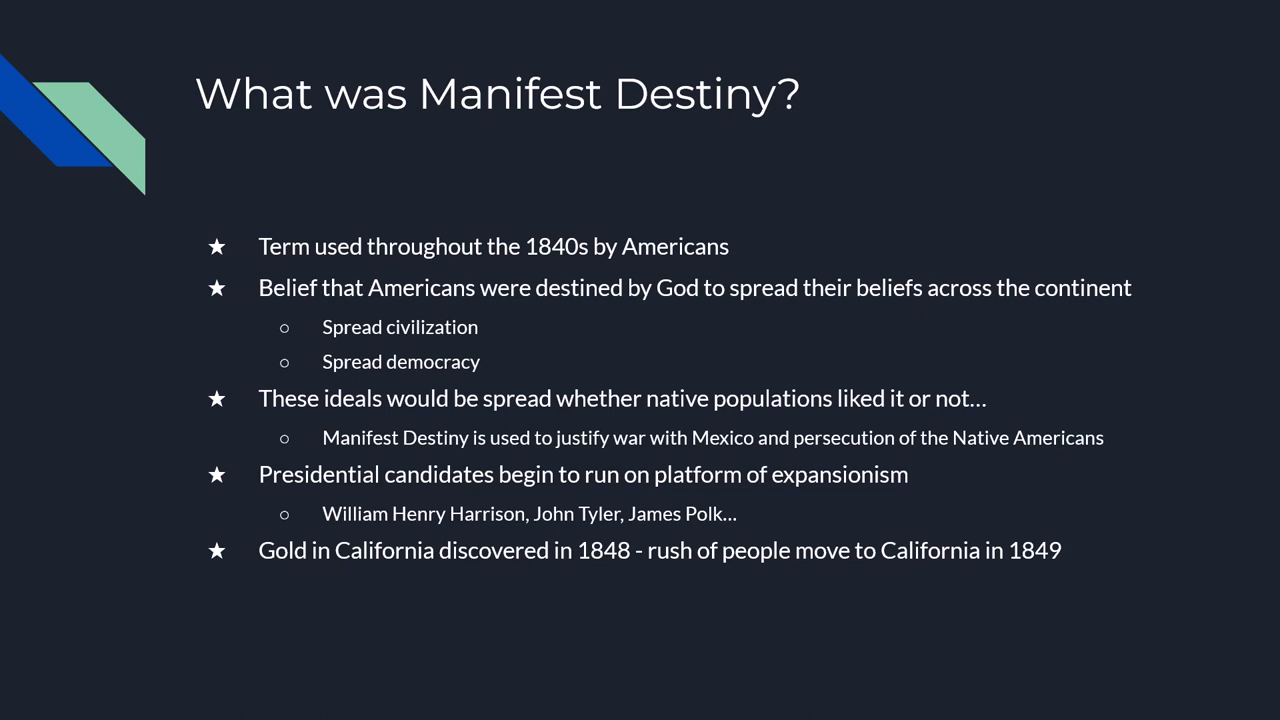 What was Manifest Destiny?
★ Term used throughout the 1840s by Americans
★ Belief that Americans were destined by God to spread their beliefs across the continent
○ Spread civilization
○ Spread democracy
★ These ideals would be spread whether native populations liked it or not...
○ Manifest Destiny is used to justify war with Mexico and persecution of the Native Americans
★ Presidential candidates begin to run on platform of expansionism
○ William Henry Harrison, John Tyler, James Polk...
★ Gold in California discovered in 1848 - rush of people move to California in 1849